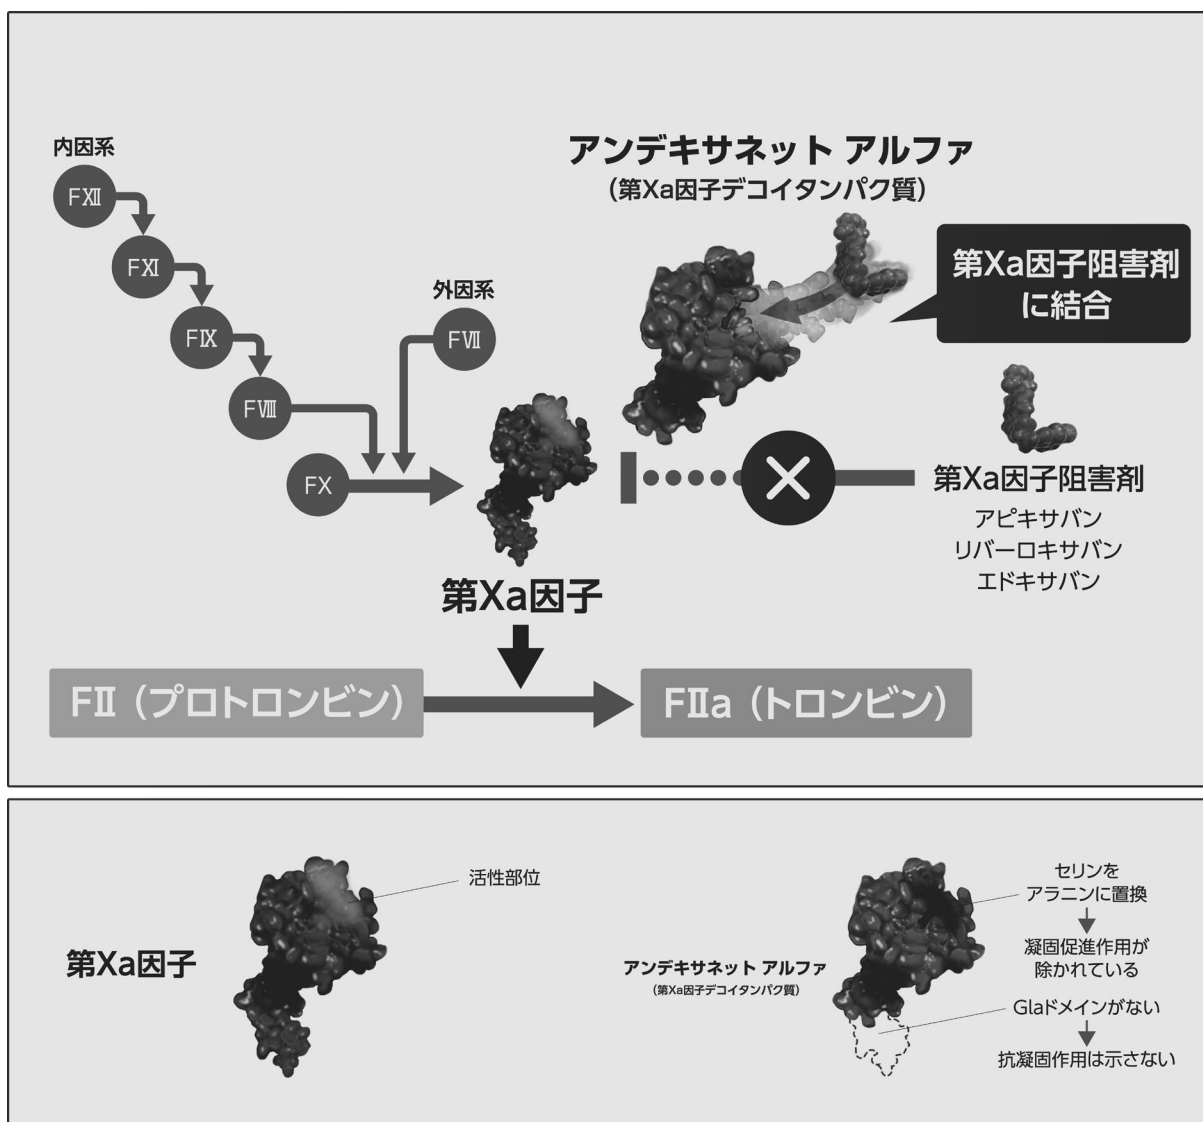 内因系
FⅫ
FⅪ
FⅨ
FⅧ
FX
外因系
FⅦ
アンデキサネット アルファ
（第Xa因子デコイタンパク質）
第Xa因子阻害剤
に結合
第Xa因子阻害剤
アピキサバン
リバーロキサバン
エドキサバン
第Xa因子
FⅡ（プロトロンビン）
FⅡa（トロンビン）
第Xa因子
活性部位
アンデキサネット アルファ
（第Xa因子デコイタンパク質）
セリンを
アラニンに置換
凝固促進作用が
除かれている
Glaドメインがない
抗凝固作用は示さない